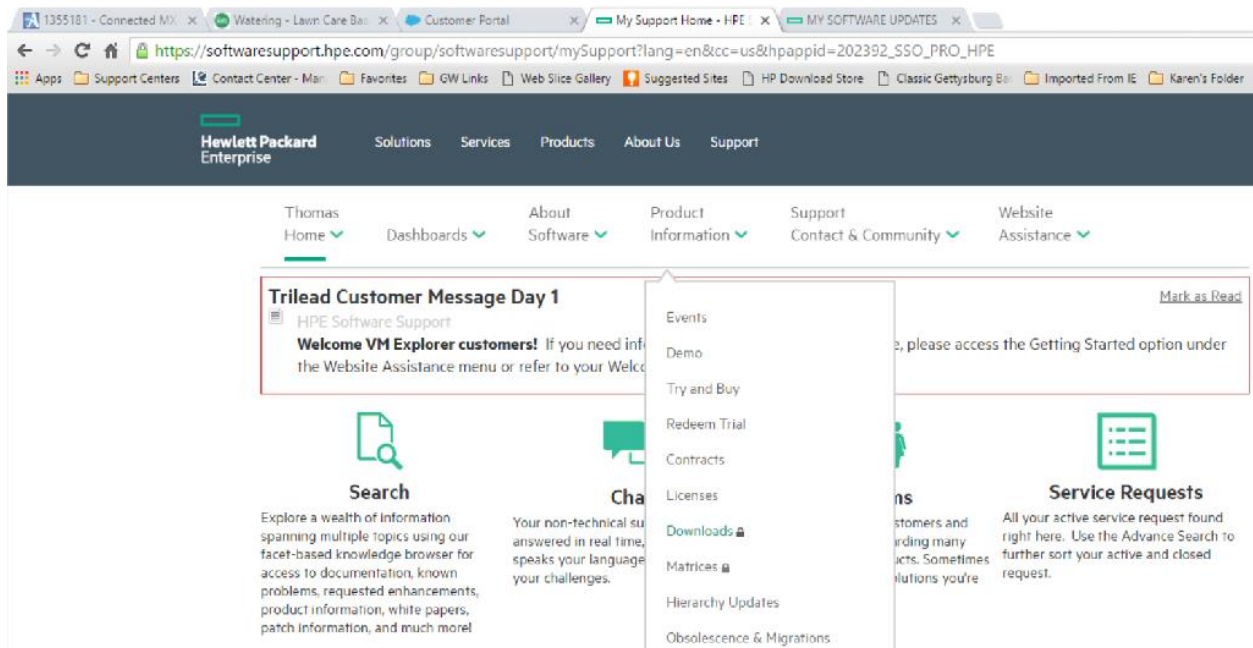 1355181 - Connected MX
Watering - Lawn Care Bas
Customer Portal
My Support Home - HPE S
MY SOFTWARE UPDATES
https://softwaresupport.hpe.com/group/softwaresupport/mySupport?lang=en&cc=us&hpappid=202392_SSO_PRO_HPE
Apps Support Centers Contact Center - Man Favorites GW Links Web Slice Gallery Suggested Sites HP Download Store Classic Gettysburg Bas Imported From IE Karen's Folder
Hewlett Packard
Enterprise
Solutions Services Products About Us Support
Thomas
Home
Dashboards
About
Software
Product
Information
Support
Contact & Community
Website
Assistance
Trilead Customer Message Day 1
Mark as Read
HPE Software Support
Welcome VM Explorer customers! If you need inf
e, please access the Getting Started option under
the Website Assistance menu or refer to your Welc
Events
Demo
Try and Buy
Redeem Trial
Contracts
Licenses
Downloads
Matrices
Hierarchy Updates
Obsolescence & Migrations
Search
Explore a wealth of information
spanning multiple topics using our
facet-based knowledge browser for
access to documentation, known
problems, requested enhancements,
product information, white papers,
patch information, and much more!
Cha
Your non-technical su
answered in real time,
speaks your language
your challenges.
ms
stomers and
arding many
ucts. Sometimes
olutions you're
Service Requests
All your active service request found
right here. Use the Advance Search to
further sort your active and closed
request.